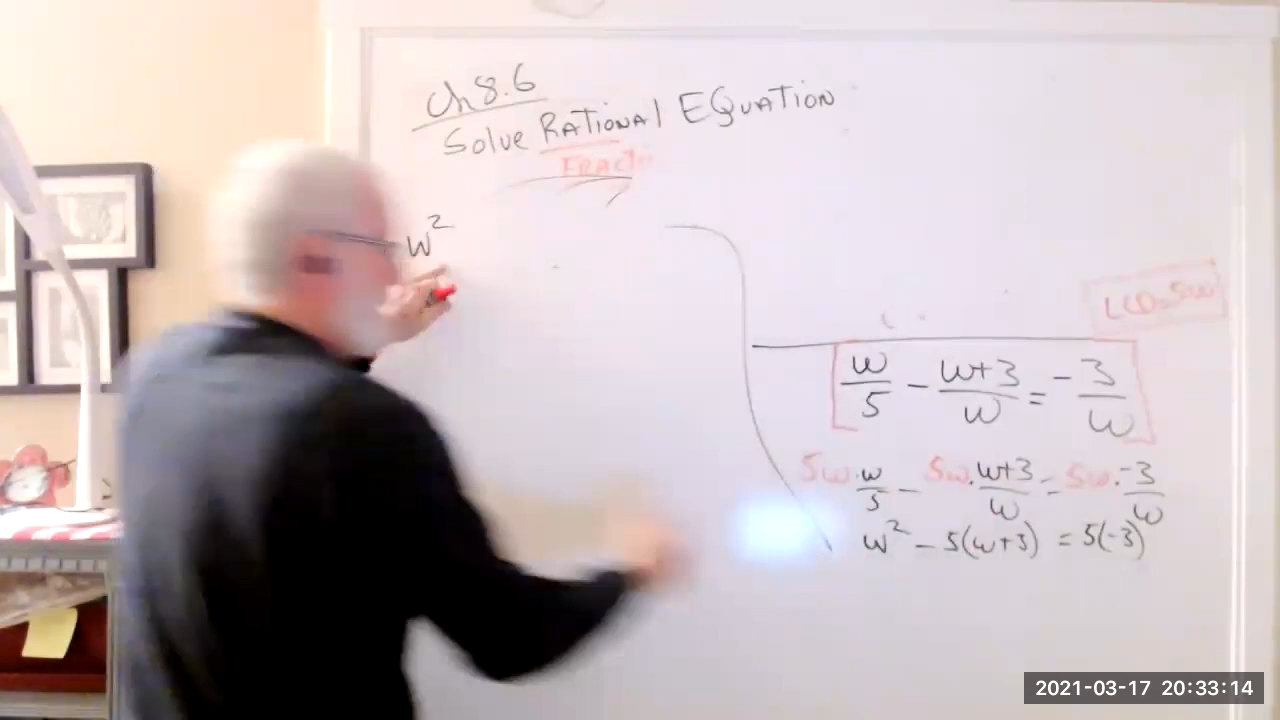 Ch 8.6
Solve RATIONAl EQUATION
FRACTI
w²
LCD=5w
w/5 - w+3/w = -3/w
5w·w/5 - 5w·w+3/w = 5w·-3/w
w² - 5(w+3) = 5(-3)
2021-03-17 20:33:14